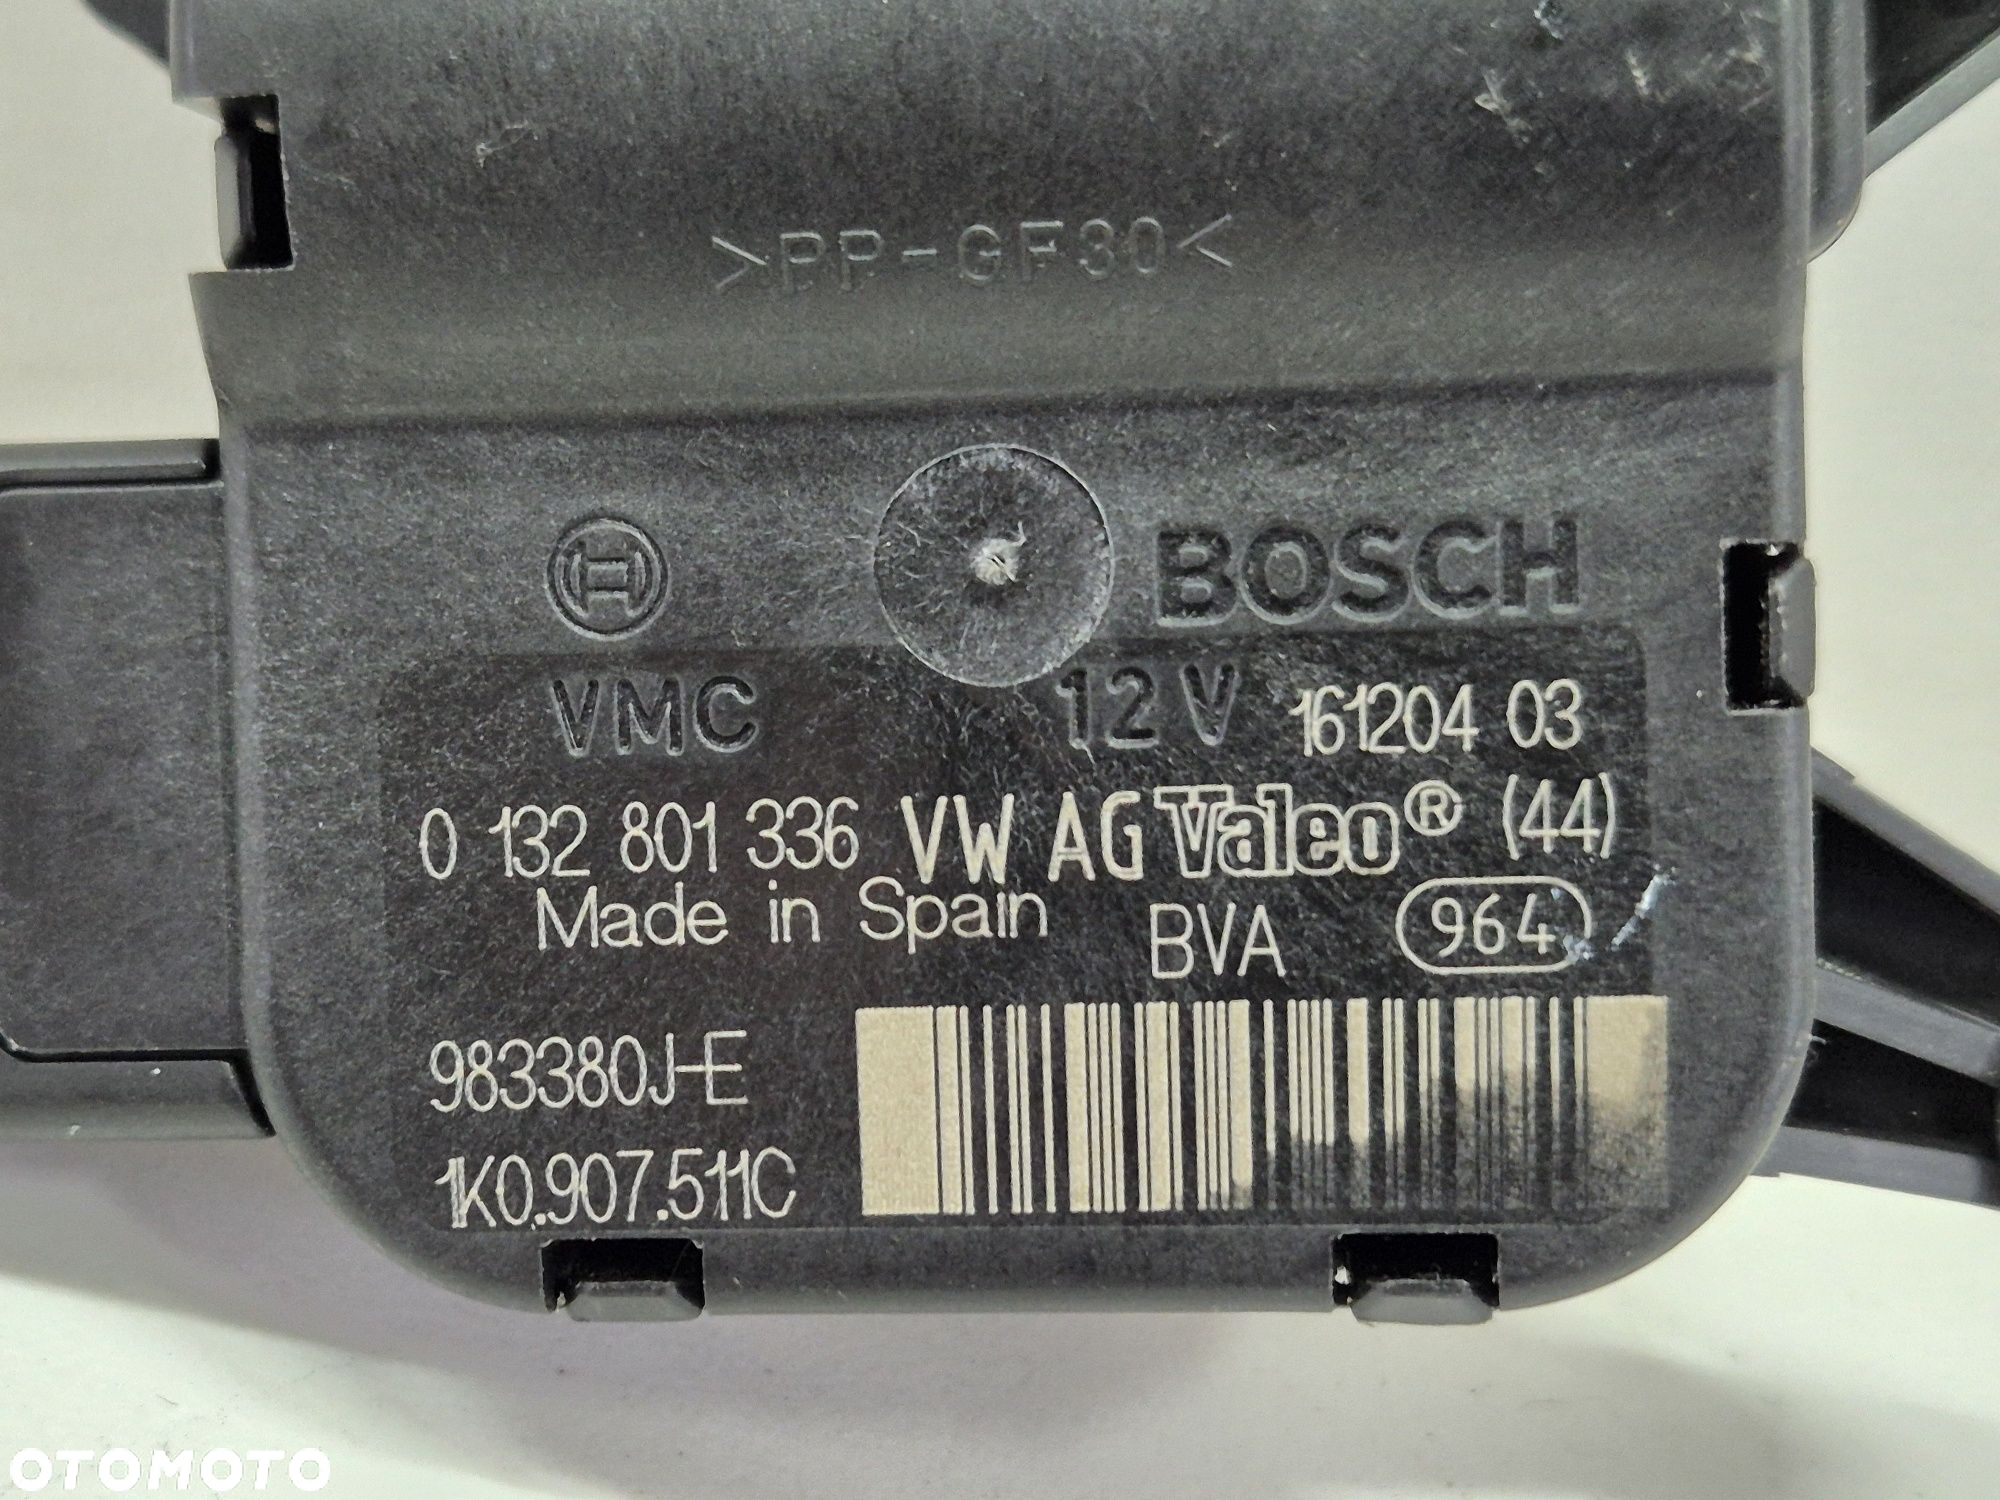 >PP-GF30<
BOSCH
VMC 12V 161204 03
0 132 801 336 VW AG Valeo® (44)
Made in Spain BVA 964
983380J-E
1K0.907.511C
OTOMOTO